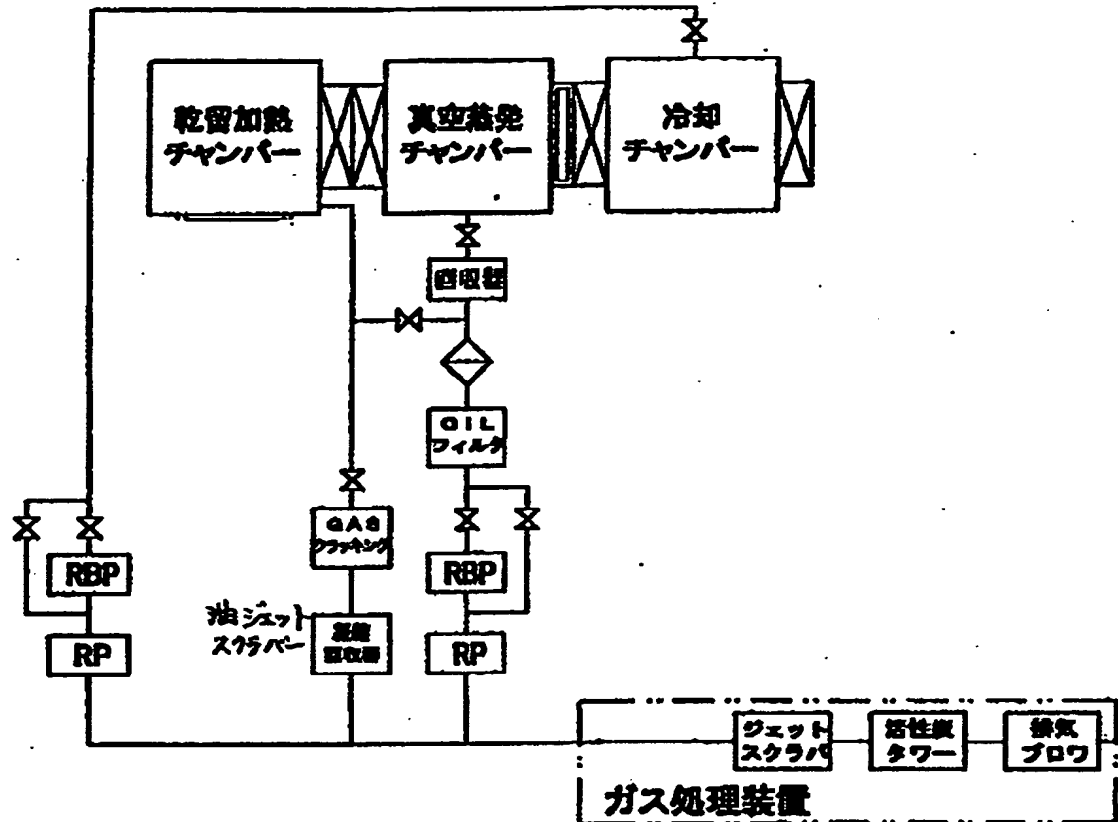 乾留加熱
チャンバー
真空蒸発
チャンバー
冷却
チャンバー
回収器
OIL
フィルタ
GAS
クラッキング
RBP
RBP
油ジェット
スクラバー
回収器
RP
RP
ジェット
スクラバ
活性炭
タワー
排気
ブロワ
ガス処理装置